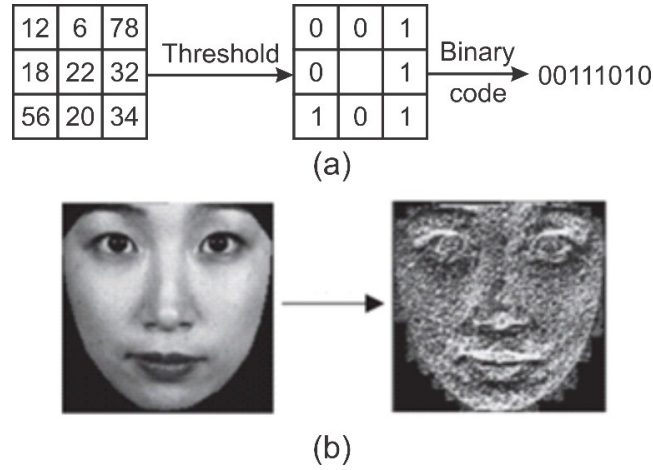 12 6 78 0 0 1
18 22 32 Threshold 0 1 Binary code 00111010
56 20 34 1 0 1
(a)
(b)